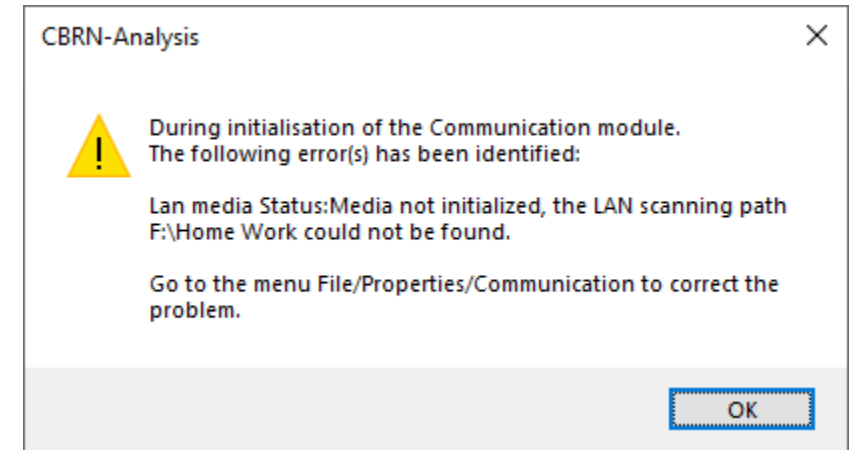 CBRN-Analysis
During initialisation of the Communication module.
The following error(s) has been identified:
Lan media Status:Media not initialized, the LAN scanning path
F:\Home Work could not be found.
Go to the menu File/Properties/Communication to correct the
problem.
OK